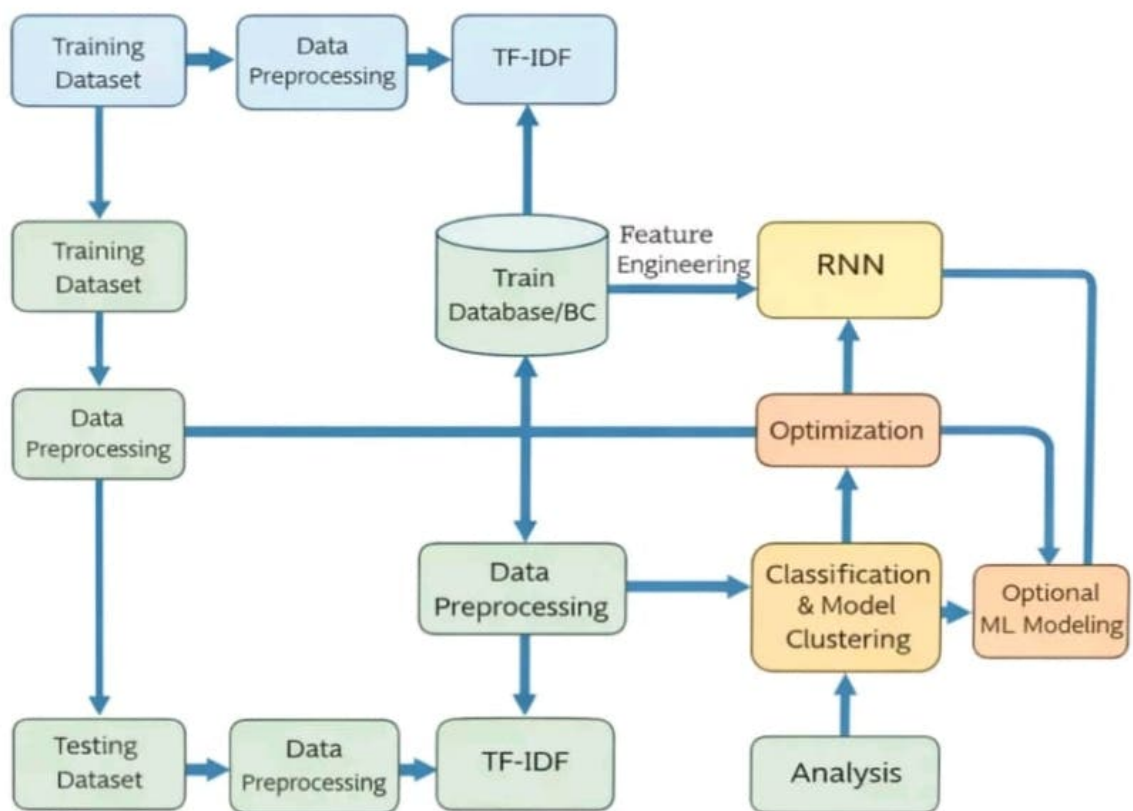 Training
Dataset
Data
Preprocessing
TF-IDF
Training
Dataset
Train
Database/BC
Feature
Engineering
RNN
Data
Preprocessing
Optimization
Data
Preprocessing
Classification
& Model
Clustering
Optional
ML Modeling
Testing
Dataset
Data
Preprocessing
TF-IDF
Analysis